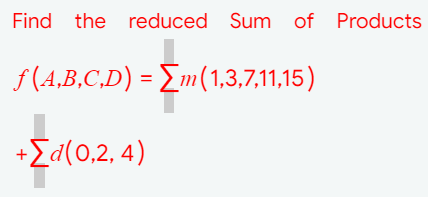 Find the reduced Sum of Products
f(A,B,C,D) = ∑m(1,3,7,11,15)
+∑d(0,2, 4)